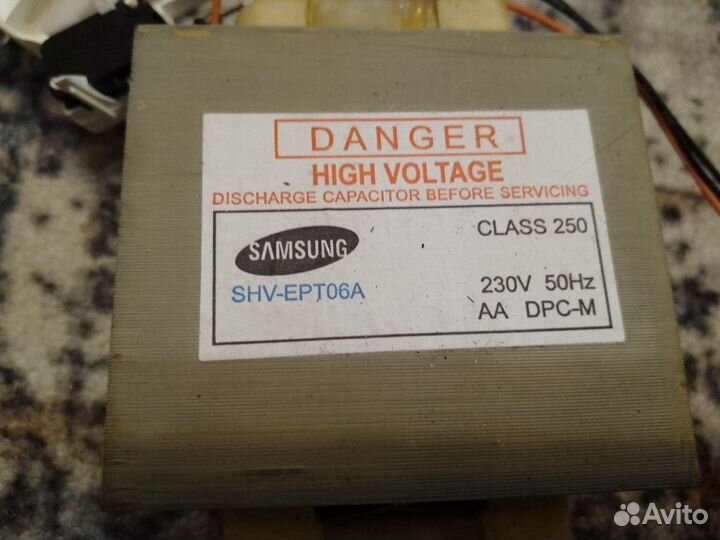 DANGER
HIGH VOLTAGE
DISCHARGE CAPACITOR BEFORE SERVICING
SAMSUNG
CLASS 250
SHV-EPT06A
230V 50Hz
AA DPC-M
Avito